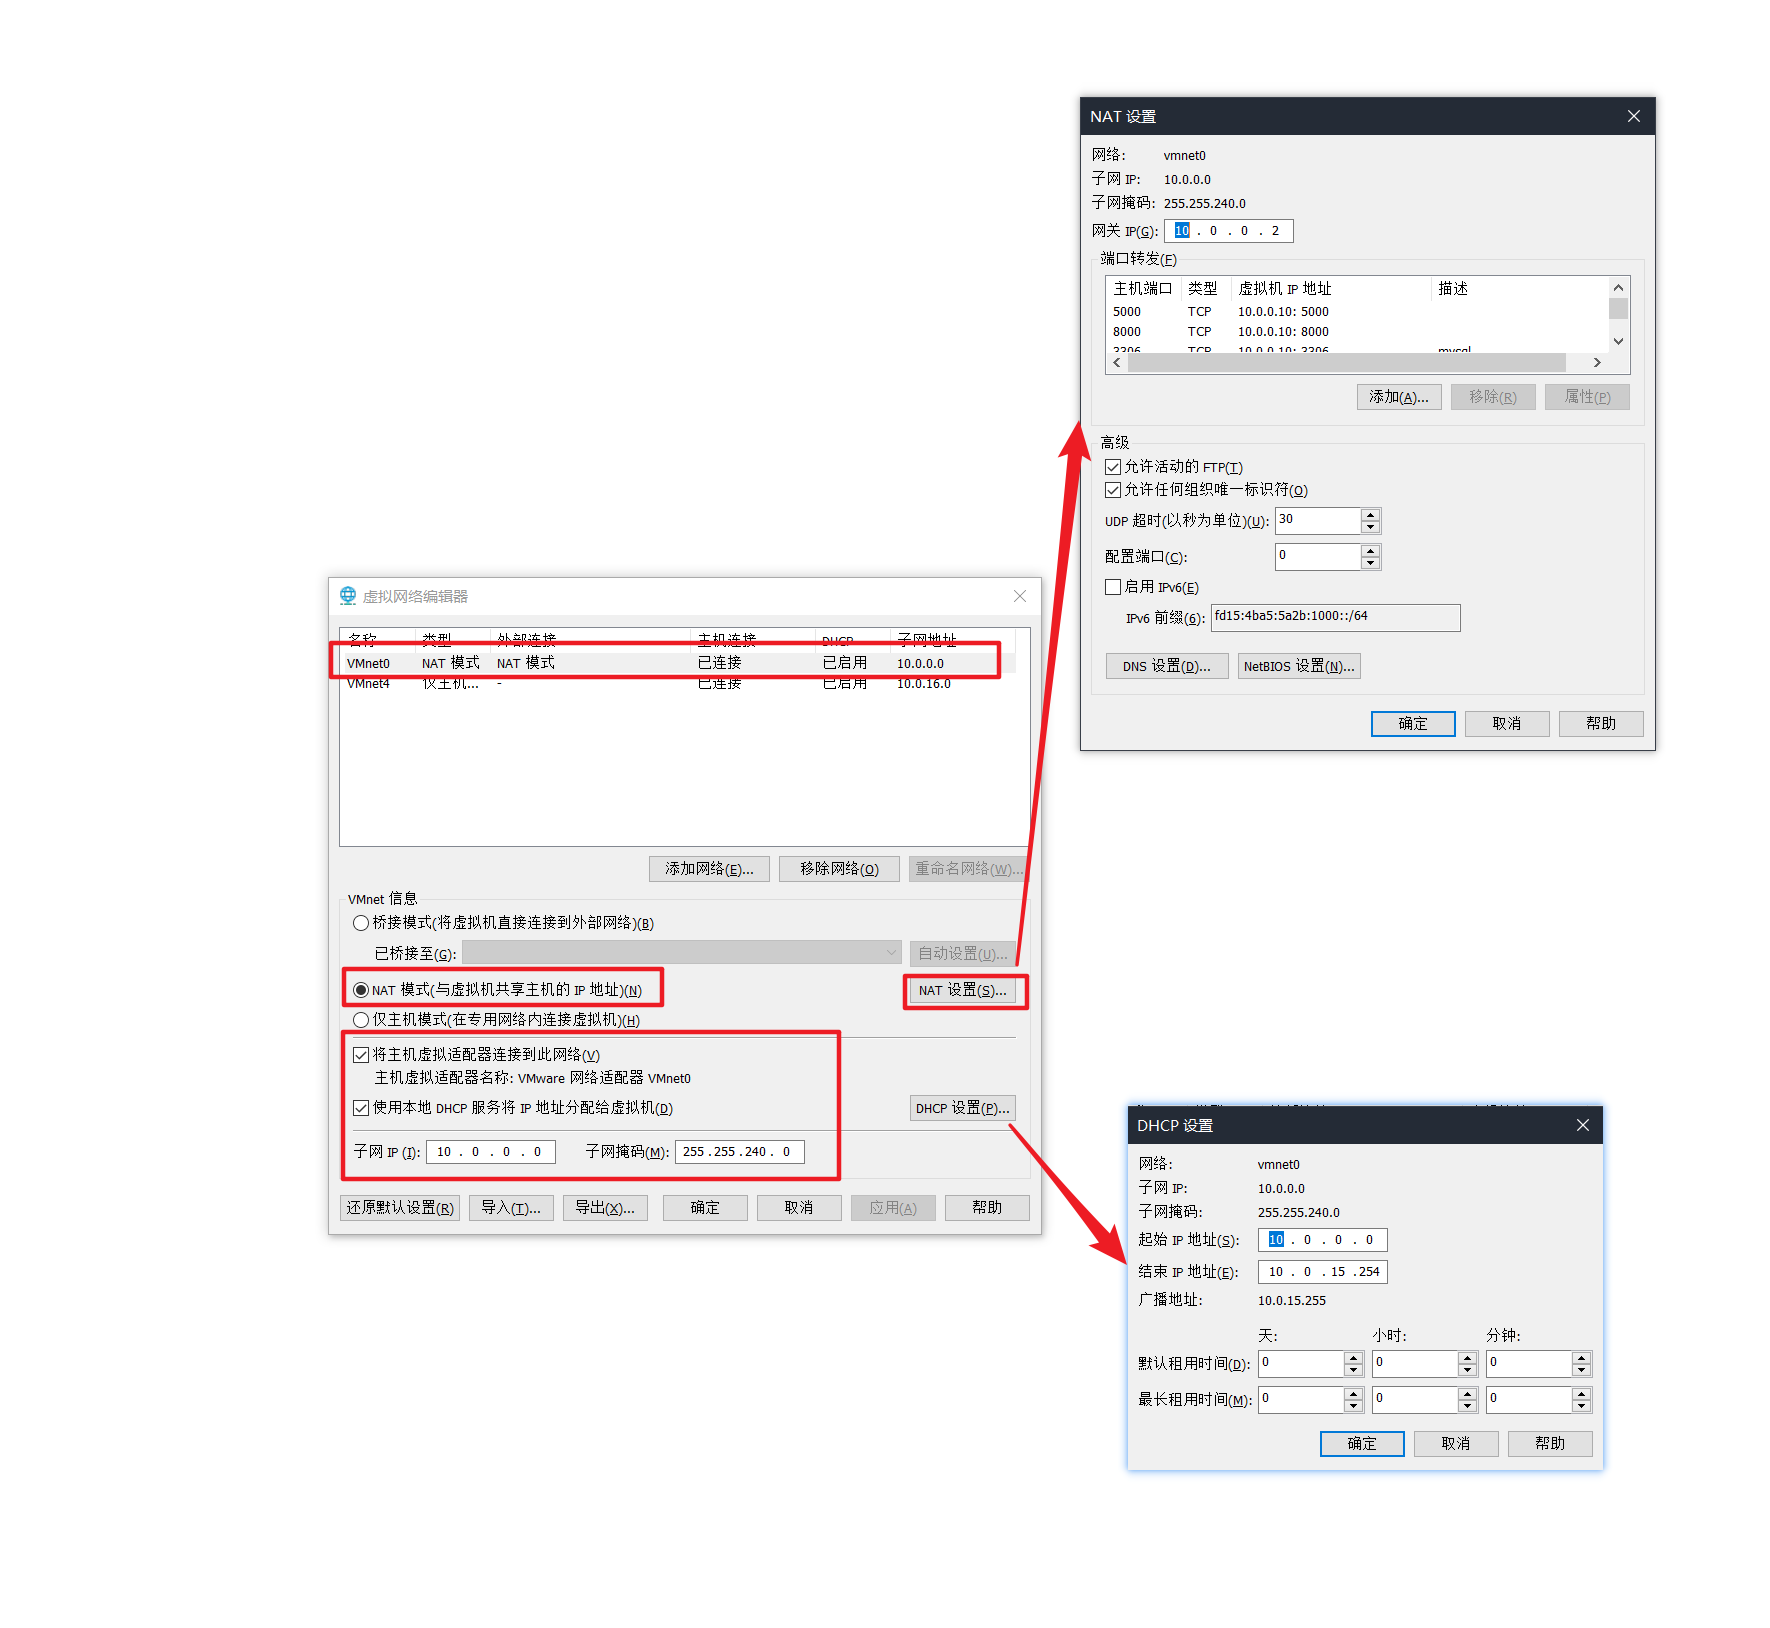 NAT 设置
网络: vmnet0
子网 IP: 10.0.0.0
子网掩码: 255.255.240.0
网关 IP(G): 10 . 0 . 0 . 2
端口转发(F)
主机端口 类型 虚拟机 IP 地址 描述
5000 TCP 10.0.0.10: 5000
8000 TCP 10.0.0.10: 8000
3306 TCP 10.0.0.10: 3306 mysql
添加(A)... 移除(R) 属性(P)
高级
允许活动的 FTP(T)
允许任何组织唯一标识符(O)
UDP 超时(以秒为单位)(U): 30
配置端口(C): 0
启用 IPv6(E)
IPv6 前缀(6): fd15:4ba5:5a2b:1000::/64
DNS 设置(D)... NetBIOS 设置(N)...
确定 取消 帮助
虚拟网络编辑器
名称 类型 外部连接 主机连接 DHCP 子网地址
VMnet0 NAT 模式 NAT 模式 已连接 已启用 10.0.0.0
VMnet4 仅主机... - 已连接 已启用 10.0.16.0
添加网络(E)... 移除网络(O) 重命名网络(W)...
VMnet 信息
桥接模式(将虚拟机直接连接到外部网络)(B)
已桥接至(G): 自动设置(U)...
NAT 模式(与虚拟机共享主机的 IP 地址)(N) NAT 设置(S)...
仅主机模式(在专用网络内连接虚拟机)(H)
将主机虚拟适配器连接到此网络(V)
主机虚拟适配器名称: VMware 网络适配器 VMnet0
使用本地 DHCP 服务将 IP 地址分配给虚拟机(D) DHCP 设置(P)...
子网 IP (I): 10 . 0 . 0 . 0 子网掩码(M): 255.255.240. 0
还原默认设置(R) 导入(T)... 导出(X)... 确定 取消 应用(A) 帮助
DHCP 设置
网络: vmnet0
子网 IP: 10.0.0.0
子网掩码: 255.255.240.0
起始 IP 地址(S): 10 . 0 . 0 . 0
结束 IP 地址(E): 10 . 0 . 15 .254
广播地址: 10.0.15.255
天: 小时: 分钟:
默认租用时间(D): 0 0 0
最长租用时间(M): 0 0 0
确定 取消 帮助